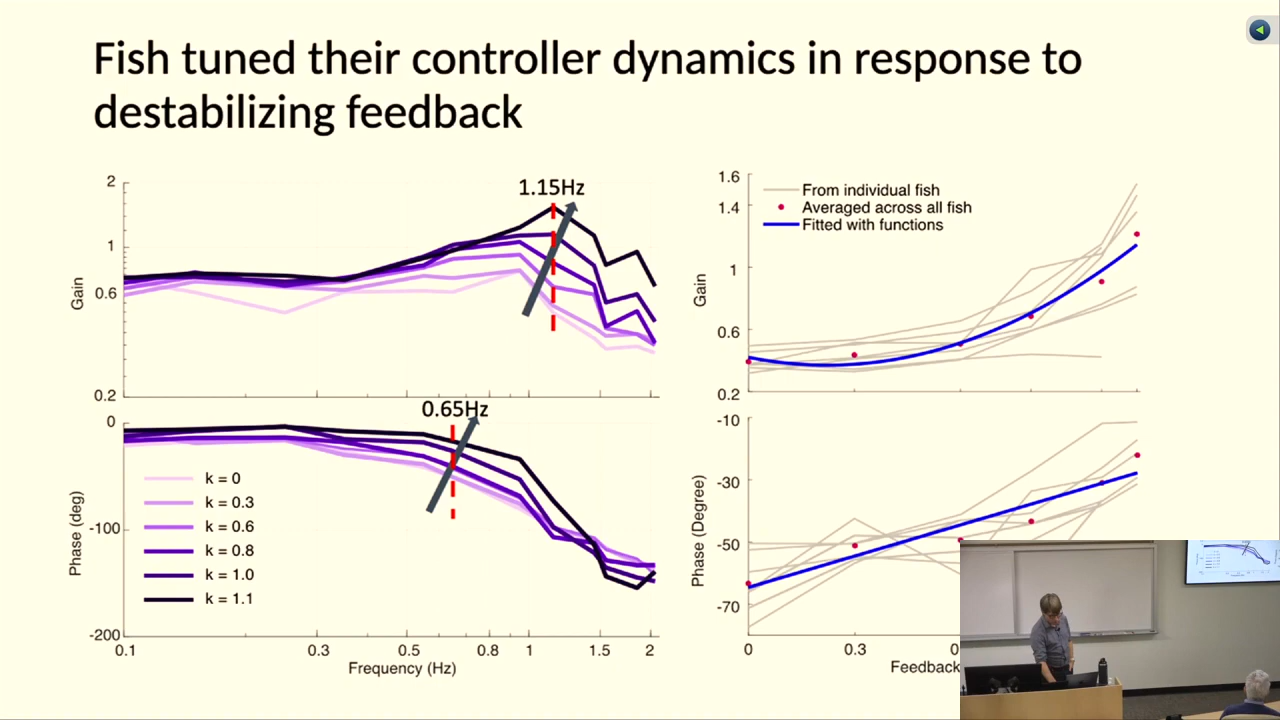 Fish tuned their controller dynamics in response to
destabilizing feedback
1.15Hz
2
1
0.6
0.2
Gain
0.65Hz
0
-100
-200
Phase (deg)
k = 0
k = 0.3
k = 0.6
k = 0.8
k = 1.0
k = 1.1
0.1
0.3
0.5
0.8
1
1.5
2
Frequency (Hz)
1.6
1.4
1
0.6
0.2
Gain
From individual fish
Averaged across all fish
Fitted with functions
-10
-30
-50
-70
Phase (Degree)
0
0.3
Feedback